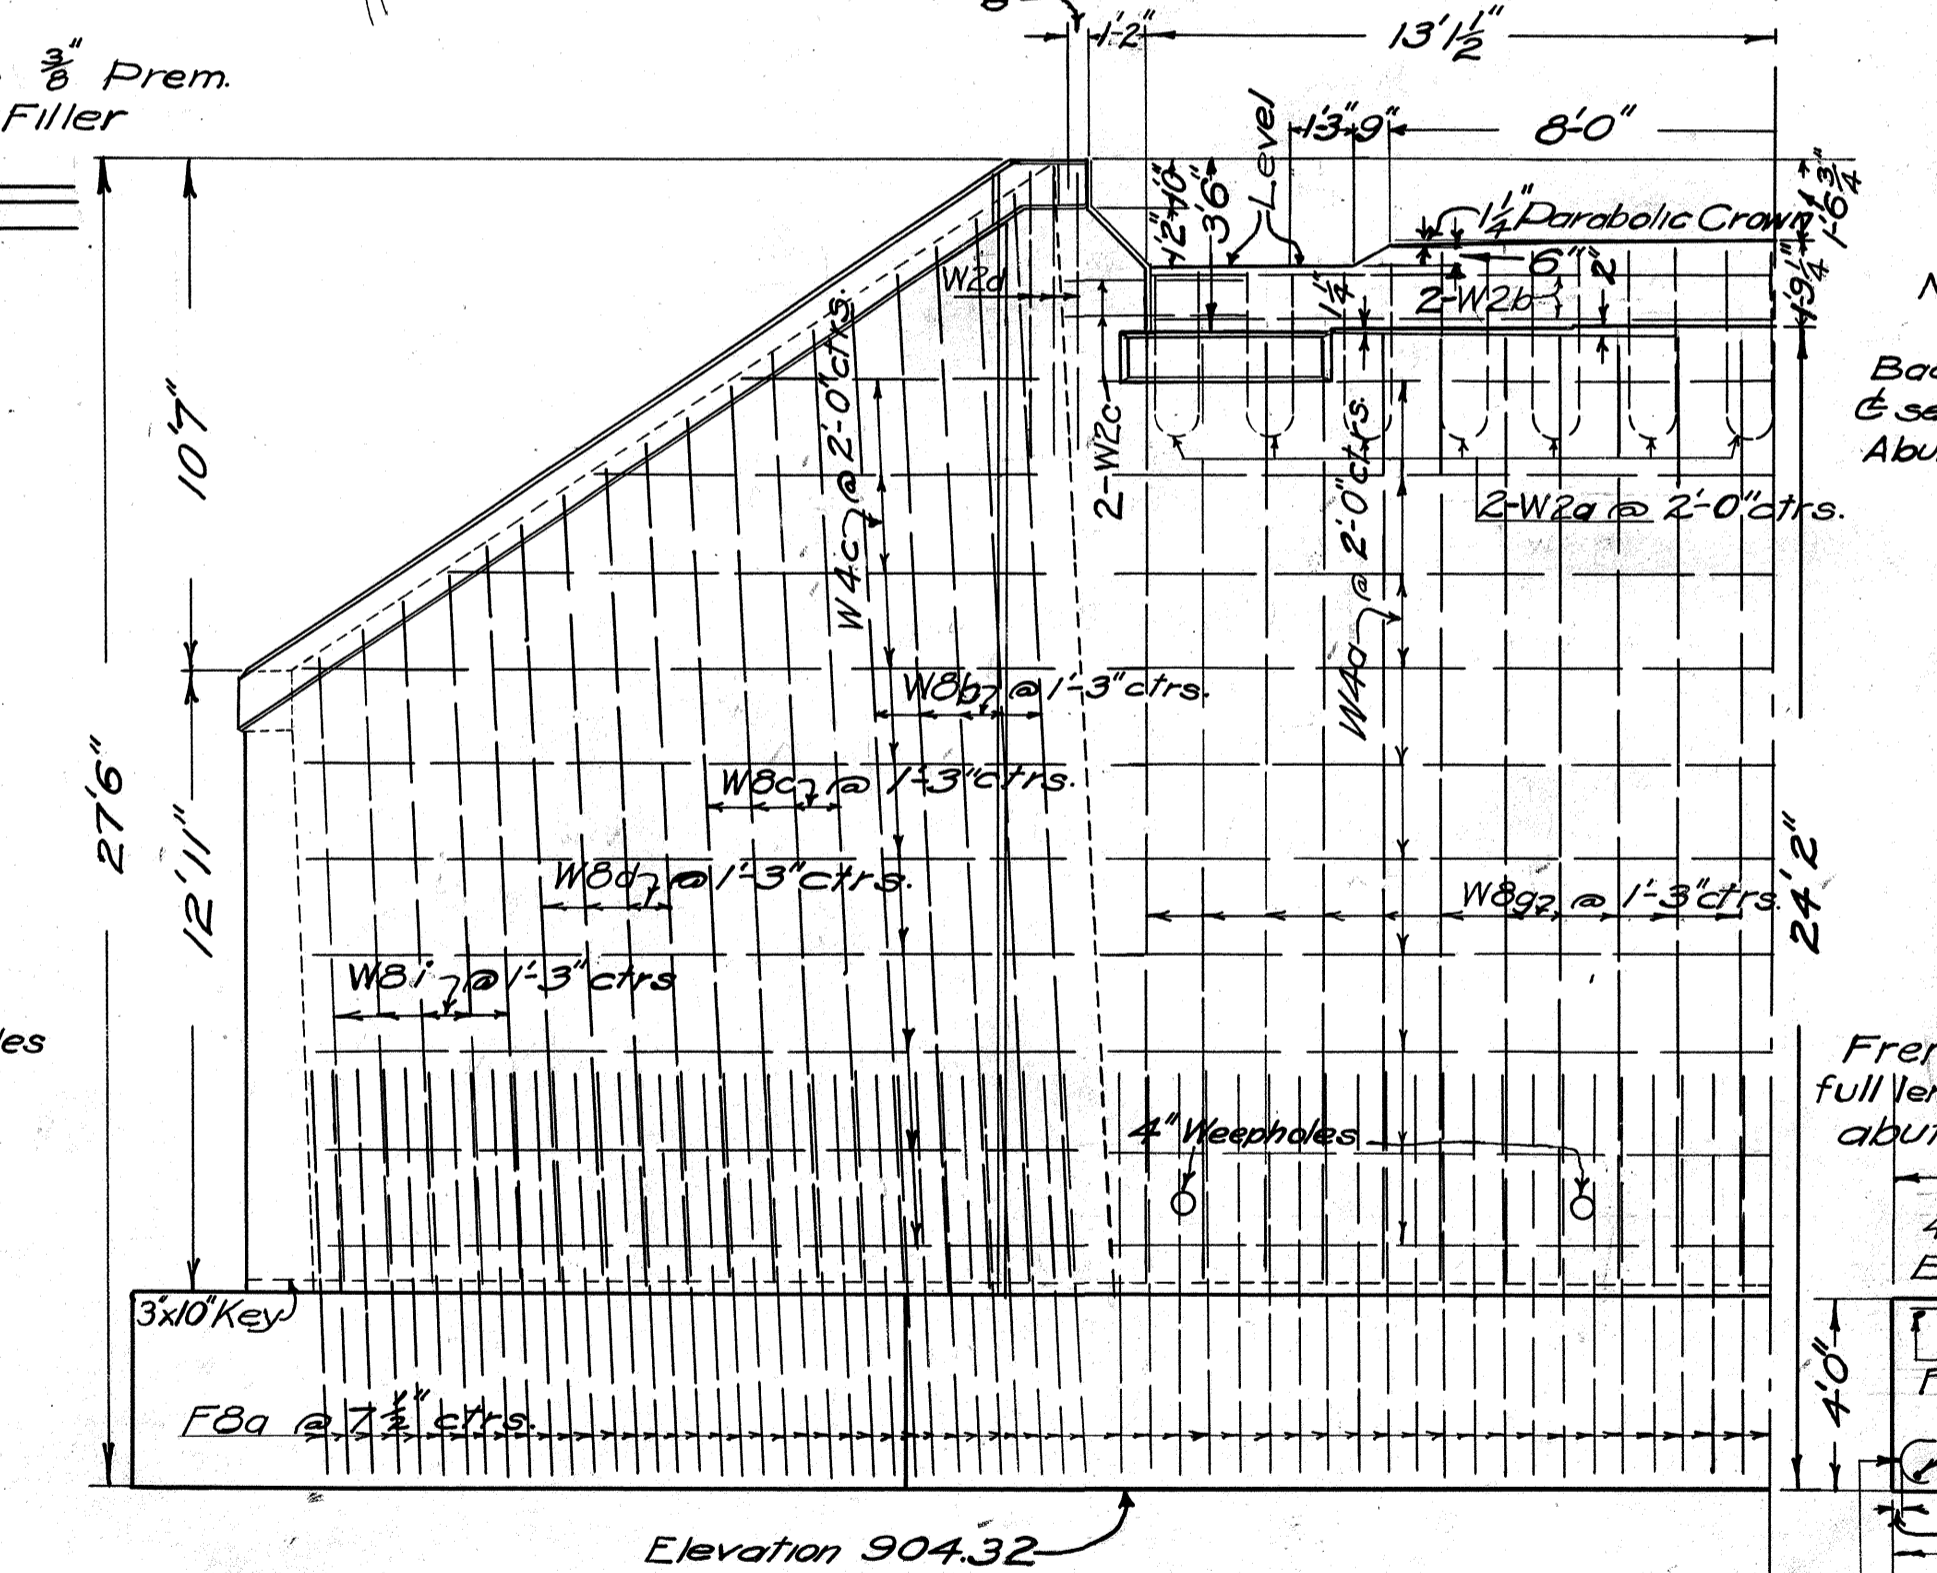 3/8" Prem.
Filler
1'-2"
13'1 1/2"
Level
1'-3"
9"
8'-0"
10"
1'2"
3'6"
1 1/4" Parabolic Crown
1'-6 3/4"
6"
2"
1'-9 1/4"
W2d
1 1/4"
2-W2b
W4c @ 2'-0" ctrs.
2-W2c
W4a @ 2'-0" ctrs.
2-W2a @ 2'-0" ctrs.
10'7"
27'6"
12'11"
W8b @ 1'-3" ctrs.
W8c @ 1'-3" ctrs.
W8d @ 1'-3" ctrs.
W8g @ 1'-3" ctrs.
24'2"
W8i @ 1'-3" ctrs
full
4" Weepholes
3"x10" Key
4'0"
F8a @ 7 1/2" ctrs.
Elevation 904.32